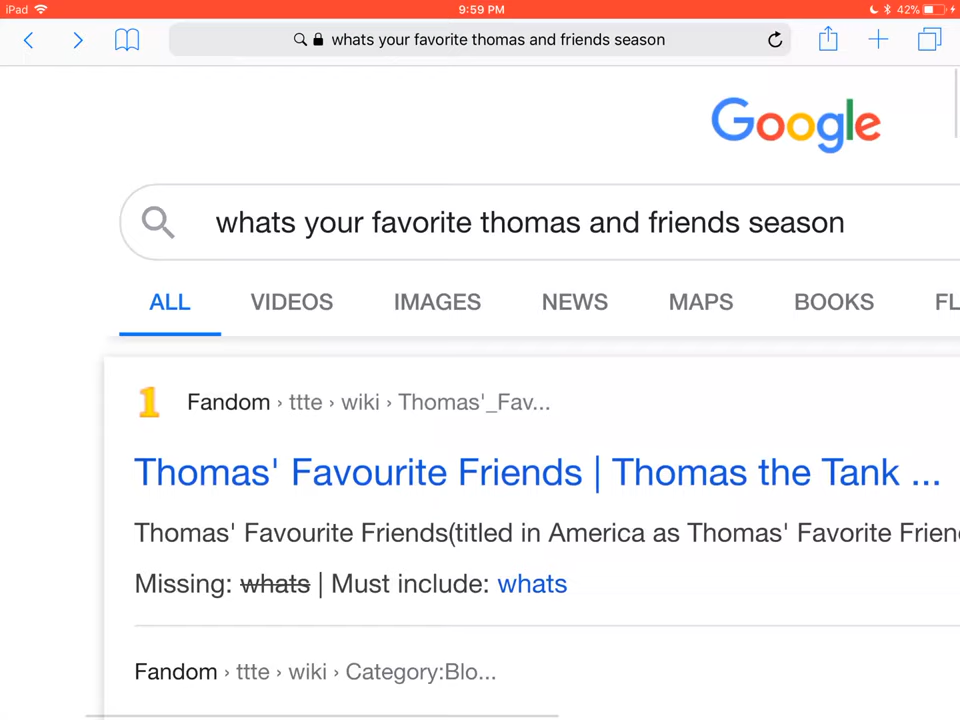 iPad 9:59 PM 42%
whats your favorite thomas and friends season
Google
whats your favorite thomas and friends season
ALL VIDEOS IMAGES NEWS MAPS BOOKS FL
1 Fandom › ttte › wiki › Thomas'_Fav...
Thomas' Favourite Friends | Thomas the Tank ...
Thomas' Favourite Friends(titled in America as Thomas' Favorite Frien
Missing: whats | Must include: whats
Fandom › ttte › wiki › Category:Blo...